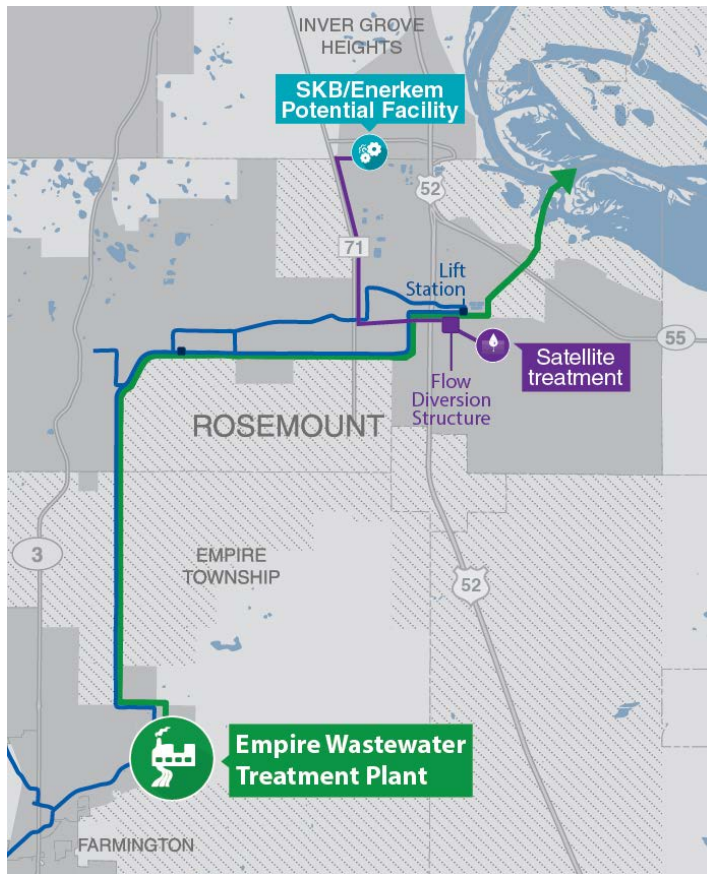 INVER GROVE
HEIGHTS
SKB/Enerkem
Potential Facility
52
71
Lift
Station
55
Satellite
treatment
Flow
Diversion
Structure
ROSEMOUNT
3
EMPIRE
TOWNSHIP
52
Empire Wastewater
Treatment Plant
FARMINGTON